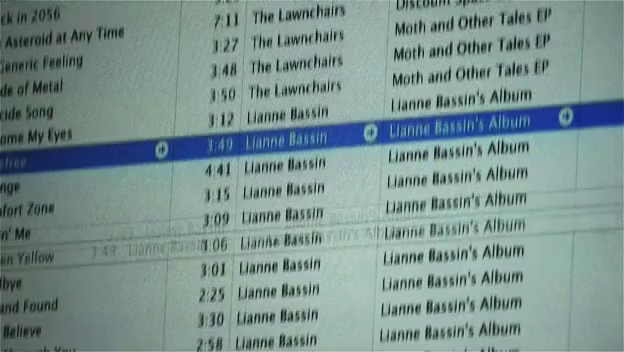 ck in 2056 7:11 The Lawnchairs Discount
Asteroid at Any Time 3:27 The Lawnchairs Moth and Other Tales EP
Generic Feeling 3:48 The Lawnchairs Moth and Other Tales EP
de of Metal 3:50 The Lawnchairs Moth and Other Tales EP
cide Song 3:12 Lianne Bassin Lianne Bassin's Album
ome My Eyes 3:49 Lianne Bassin Lianne Bassin's Album
efree 4:41 Lianne Bassin Lianne Bassin's Album
nge 3:15 Lianne Bassin Lianne Bassin's Album
fort Zone 3:09 Lianne Bassin Lianne Bassin's Album
n' Me 3:06 Lianne Bassin Lianne Bassin's Album
en Yellow 3:01 Lianne Bassin Lianne Bassin's Album
dbye 2:25 Lianne Bassin Lianne Bassin's Album
and Found 3:30 Lianne Bassin Lianne Bassin's Album
Believe 2:58 Lianne Bassin Lianne Bassin's Album
3:49 Lianne Bassin